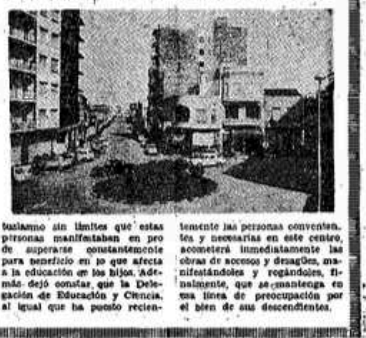 tusiasmo sin límites que estas
personas manifestaban en pro
de superarse constantemente
para beneficio en lo que afecta
a la educación en los hijos. Ade-
más dejó constar, que la Dele-
gación de Educación y Ciencia,
al igual que ha puesto recien-
temente las personas convenien-
tes y necesarias en este centro,
acometerá inmediatamente las
obras de accesos y desagües, ma-
nifestándoles y rogándoles, fi-
nalmente, que se mantenga en
esa línea de preocupación por
el bien de sus descendientes.